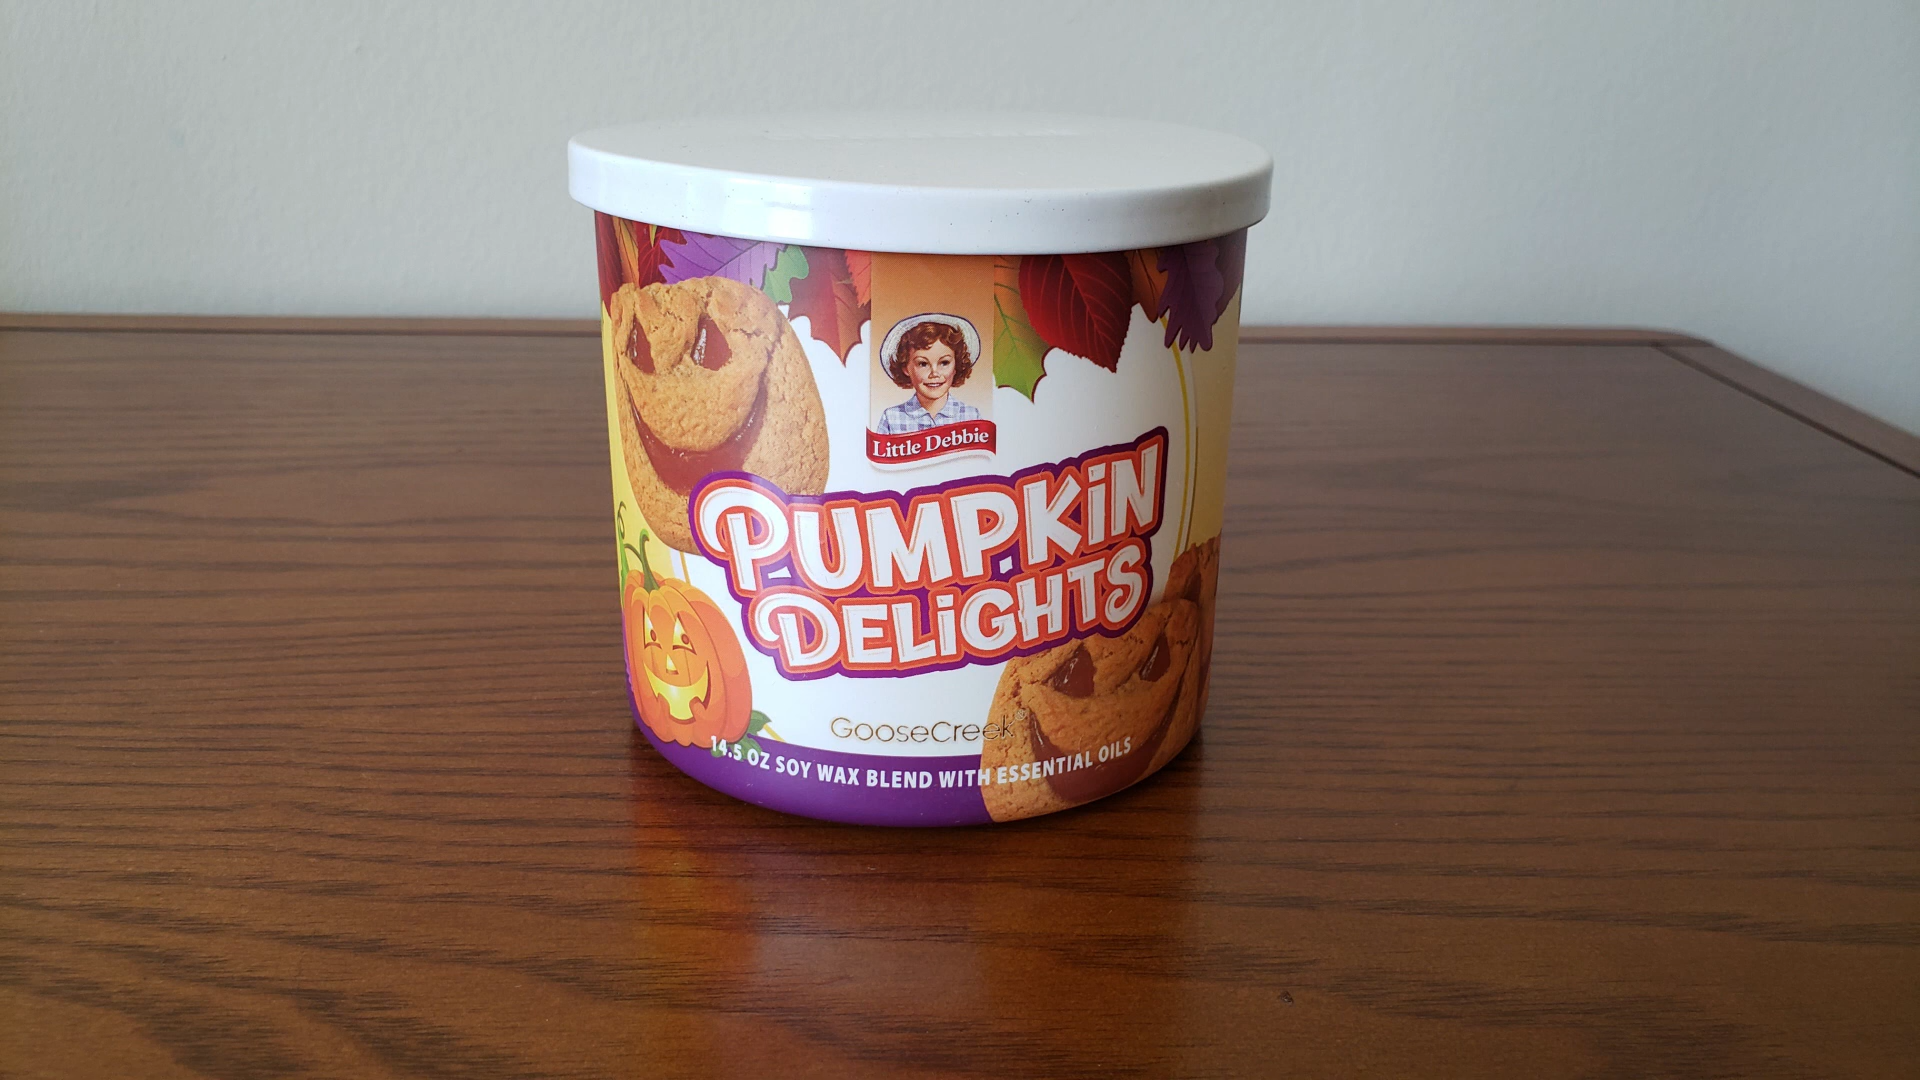 Little Debbie
PUMPKiN
DELiGHTS
GooseCreek®
14.5 OZ SOY WAX BLEND WITH ESSENTIAL OILS